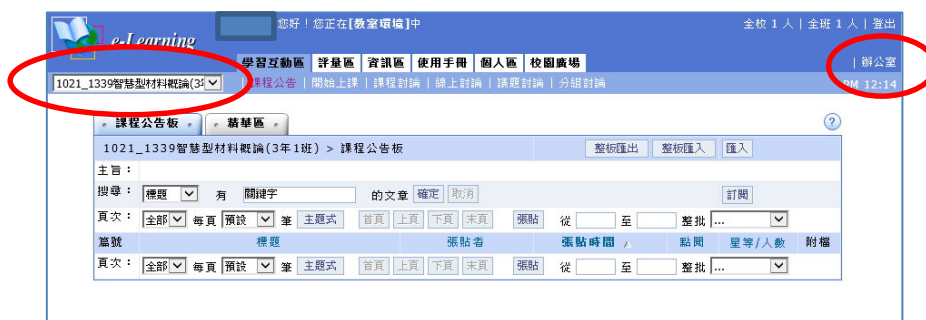 e-Learning 您好！您正在[教室環境]中 全校 1 人 | 全班 1 人 | 登出
學習互動區 評量區 資訊區 使用手冊 個人區 校園廣場 | 辦公室
1021_1339智慧型材料概論(3年 | 課程公告 | 開始上課 | 課程討論 | 線上討論 | 議題討論 | 分組討論 PM 12:14
課程公告板 精華區 ?
1021_1339智慧型材料概論(3年1班) > 課程公告板 整板匯出 整板匯入 匯入
主旨：
搜尋： 標題 有 關鍵字 的文章 確定 取消 訂閱
頁次： 全部 每頁 預設 筆 主題式 首頁 上頁 下頁 末頁 張貼 從 至 整批 ...
篇號 標題 張貼者 張貼時間 點閱 星等/人數 附檔
頁次： 全部 每頁 預設 筆 主題式 首頁 上頁 下頁 末頁 張貼 從 至 整批 ...